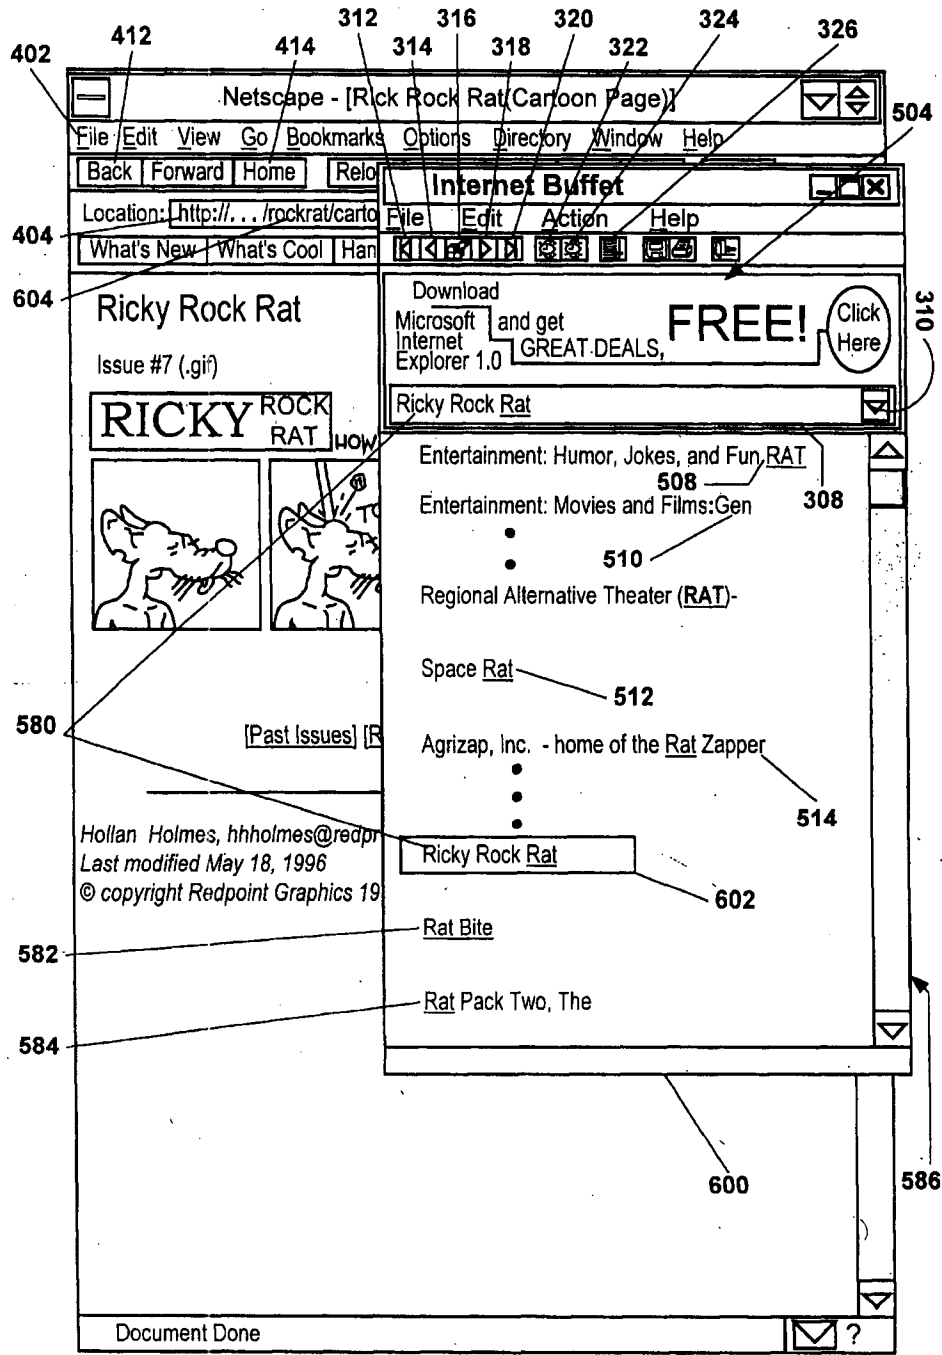 312 316 320 324
402 412 414 314 318 322 326
Netscape - [Rick Rock Rat(Cartoon Page)]
504
File Edit View Go Bookmarks Options Directory Window Help
Back Forward Home Relo
Internet Buffet
Location: http://. . . /rockrat/carto
File Edit Action Help
404
What's New What's Cool Han
604
310
Ricky Rock Rat
Issue #7 (.gif)
Download
Microsoft Internet Explorer 1.0
and get
GREAT DEALS,
FREE!
Click Here
RICKY ROCK RAT
HOW
TO
Ricky Rock Rat
Entertainment: Humor, Jokes, and Fun RAT
508 308
Entertainment: Movies and Films:Gen
510
Regional Alternative Theater (RAT)-
Space Rat
512
580
[Past Issues] [R
Agrizap, Inc. - home of the Rat Zapper
514
Hollan Holmes, hhholmes@redpr
Last modified May 18, 1996
© copyright Redpoint Graphics 19
Ricky Rock Rat
602
Rat Bite
582
Rat Pack Two, The
584
600
586
Document Done ?